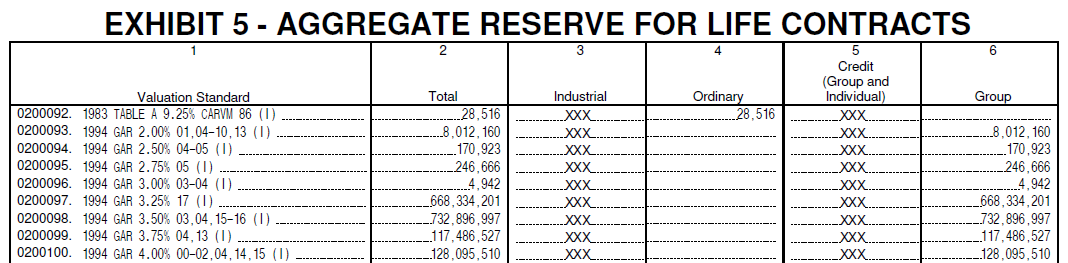 EXHIBIT 5 - AGGREGATE RESERVE FOR LIFE CONTRACTS
1 2 3 4 5 6
Credit
(Group and
Valuation Standard Total Industrial Ordinary Individual) Group
0200092. 1983 TABLE A 9.25% CARVM 86 (I) 28,516 XXX 28,516 XXX
0200093. 1994 GAR 2.00% 01,04-10,13 (I) 8,012,160 XXX XXX 8,012,160
0200094. 1994 GAR 2.50% 04-05 (I) 170,923 XXX XXX 170,923
0200095. 1994 GAR 2.75% 05 (I) 246,666 XXX XXX 246,666
0200096. 1994 GAR 3.00% 03-04 (I) 4,942 XXX XXX 4,942
0200097. 1994 GAR 3.25% 17 (I) 668,334,201 XXX XXX 668,334,201
0200098. 1994 GAR 3.50% 03,04,15-16 (I) 732,896,997 XXX XXX 732,896,997
0200099. 1994 GAR 3.75% 04,13 (I) 117,486,527 XXX XXX 117,486,527
0200100. 1994 GAR 4.00% 00-02,04,14,15 (I) 128,095,510 XXX XXX 128,095,510